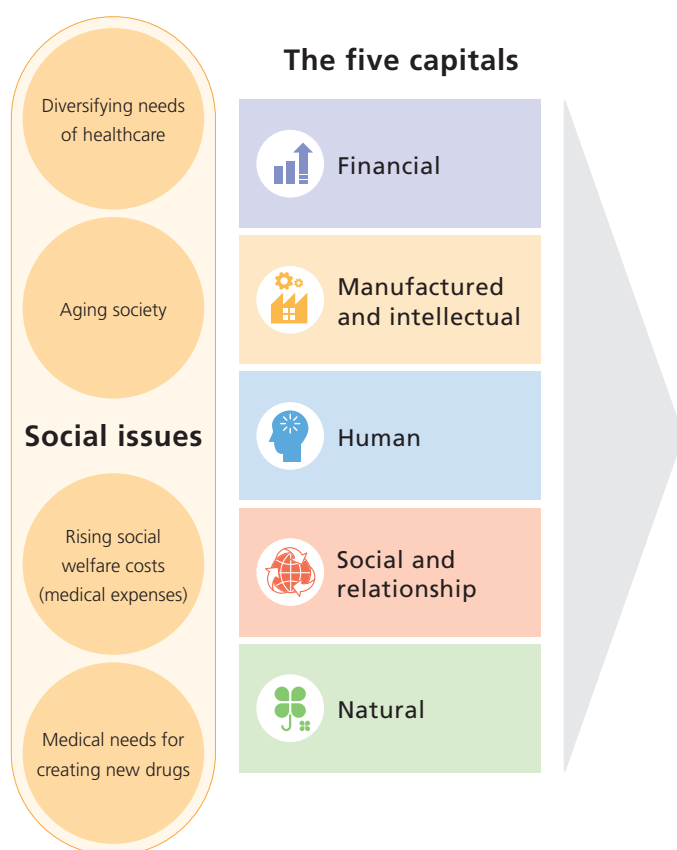 Diversifying needs
of healthcare
Aging society
Social issues
Rising social
welfare costs
(medical expenses)
Medical needs for
creating new drugs
The five capitals
Financial
Manufactured
and intellectual
Human
Social and
relationship
Natural